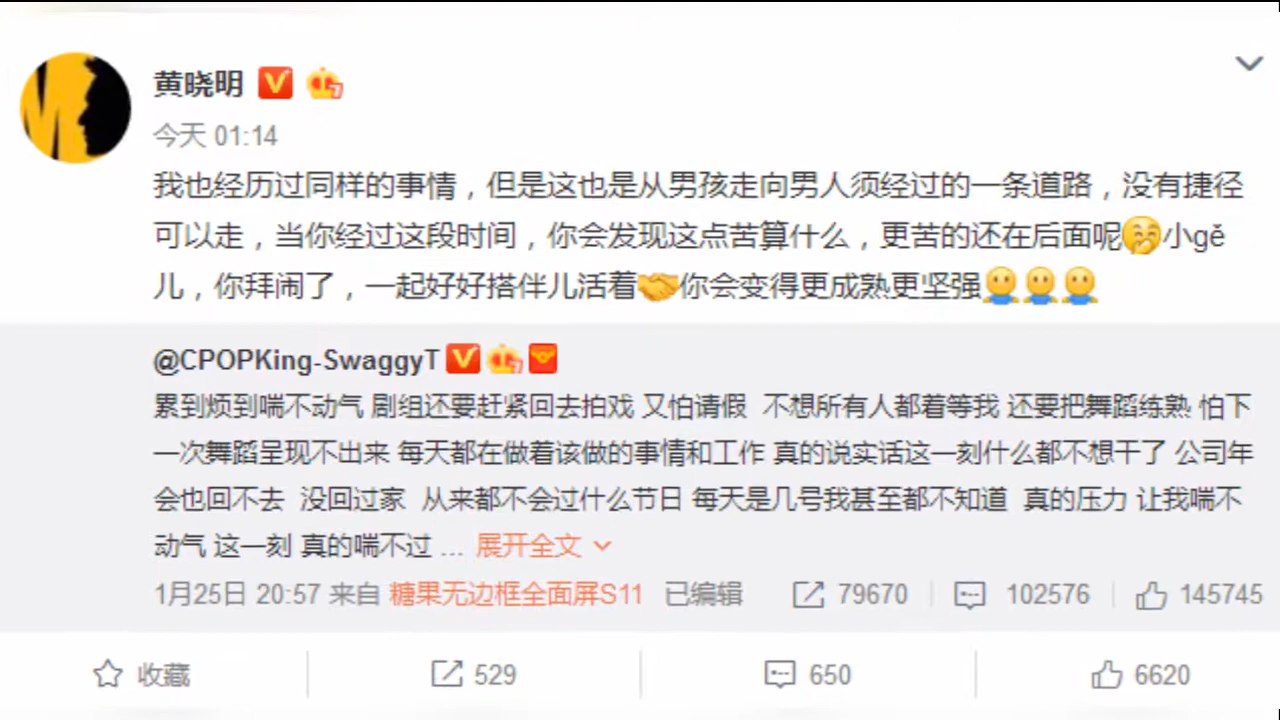 黄晓明
今天 01:14
我也经历过同样的事情，但是这也是从男孩走向男人须经过的一条道路，没有捷径
可以走，当你经过这段时间，你会发现这点苦算什么，更苦的还在后面呢🤭小gě
儿，你拜闹了，一起好好搭伴儿活着🤝你会变得更成熟更坚强
@CPOPKing-SwaggyT
累到烦到喘不动气 剧组还要赶紧回去拍戏 又怕请假 不想所有人都着等我 还要把舞蹈练熟 怕下
一次舞蹈呈现不出来 每天都在做着该做的事情和工作 真的说实话这一刻什么都不想干了 公司年
会也回不去 没回过家 从来都不会过什么节日 每天是几号我甚至都不知道 真的压力 让我喘不
动气 这一刻 真的喘不过 ... 展开全文
1月25日 20:57 来自 糖果无边框全面屏S11 已编辑 79670 102576 145745
收藏 529 650 6620